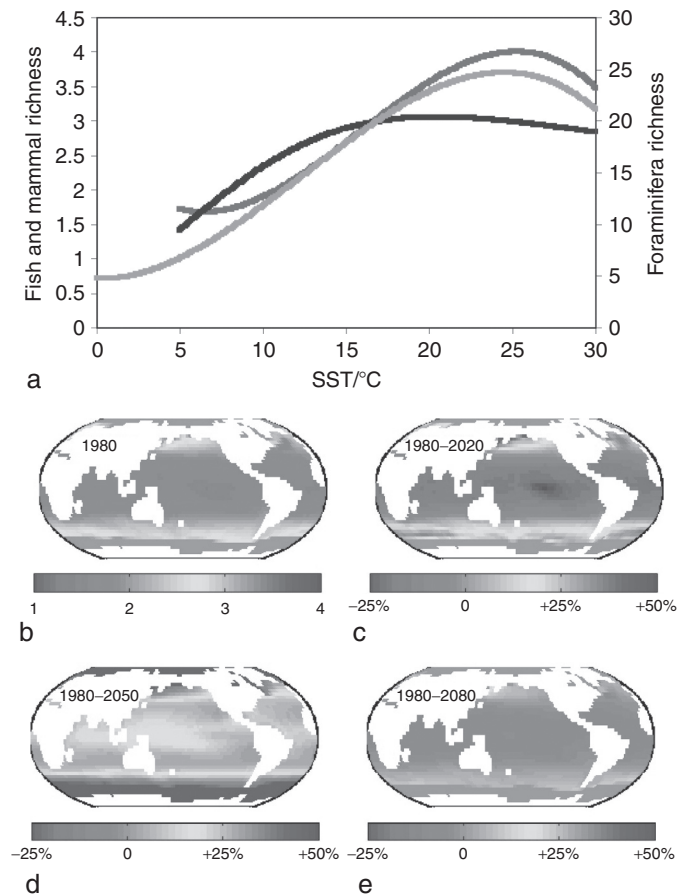 4.5
4
3.5
3
2.5
2
1.5
1
0.5
0
Fish and mammal richness
30
25
20
15
10
5
0
Foraminifera richness
0 5 10 15 20 25 30
SST/°C
a
1980
1 2 3 4
b
1980–2020
−25% 0 +25% +50%
c
1980–2050
−25% 0 +25% +50%
d
1980–2080
−25% 0 +25% +50%
e